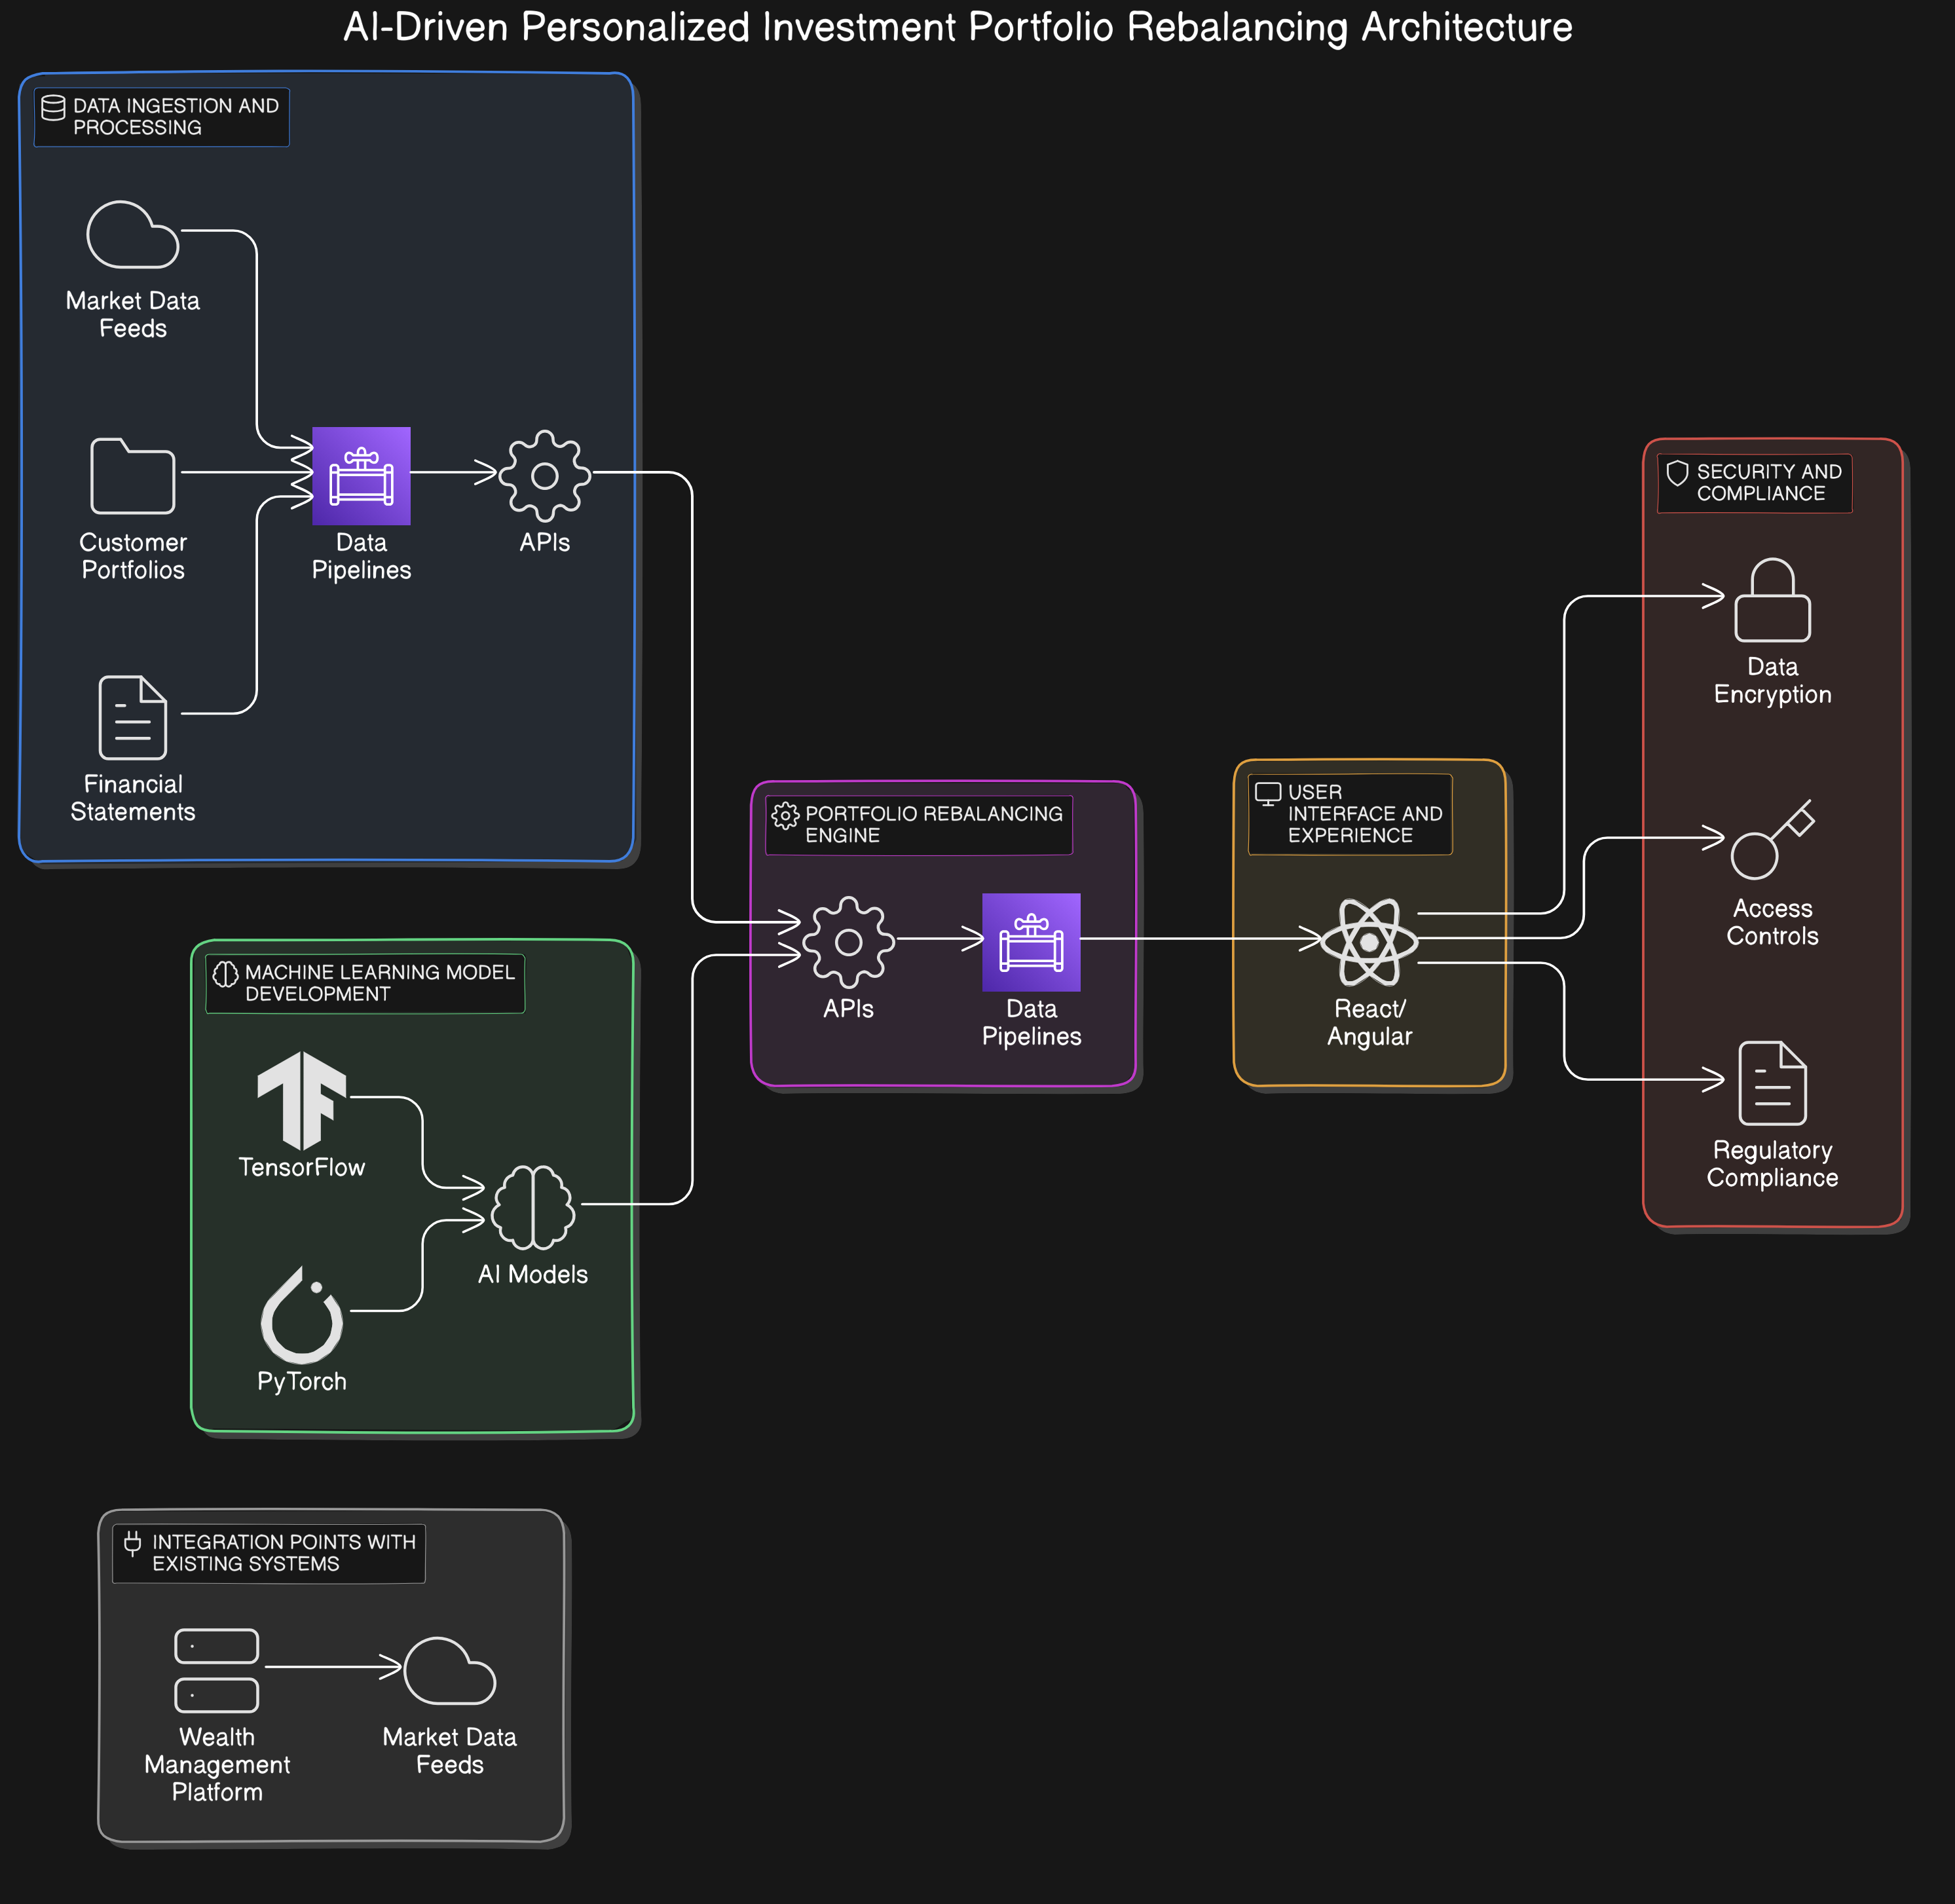 AI-Driven Personalized Investment Portfolio Rebalancing Architecture
DATA INGESTION AND
PROCESSING
Market Data
Feeds
Customer
Portfolios
Data
Pipelines
APIs
Financial
Statements
MACHINE LEARNING MODEL
DEVELOPMENT
TensorFlow
AI Models
PyTorch
PORTFOLIO REBALANCING
ENGINE
APIs
Data
Pipelines
USER
INTERFACE AND
EXPERIENCE
React/
Angular
SECURITY AND
COMPLIANCE
Data
Encryption
Access
Controls
Regulatory
Compliance
INTEGRATION POINTS WITH
EXISTING SYSTEMS
Wealth
Management
Platform
Market Data
Feeds